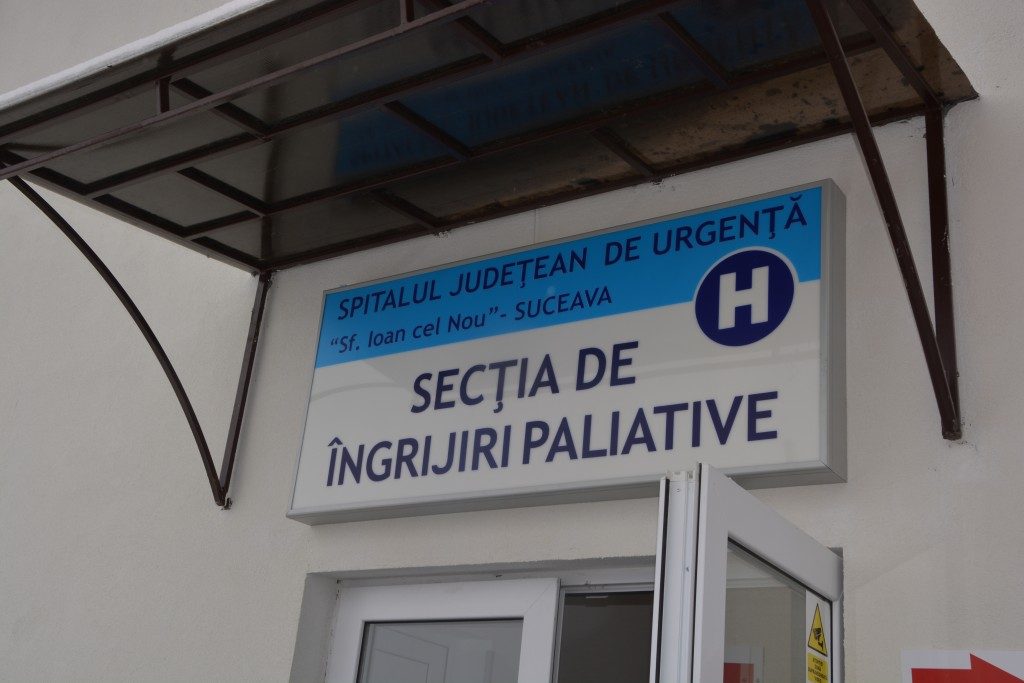 SPITALUL JUDEŢEAN DE URGENŢĂ
"Sf. Ioan cel Nou"- SUCEAVA
H
SECŢIA DE
ÎNGRIJIRI PALIATIVE